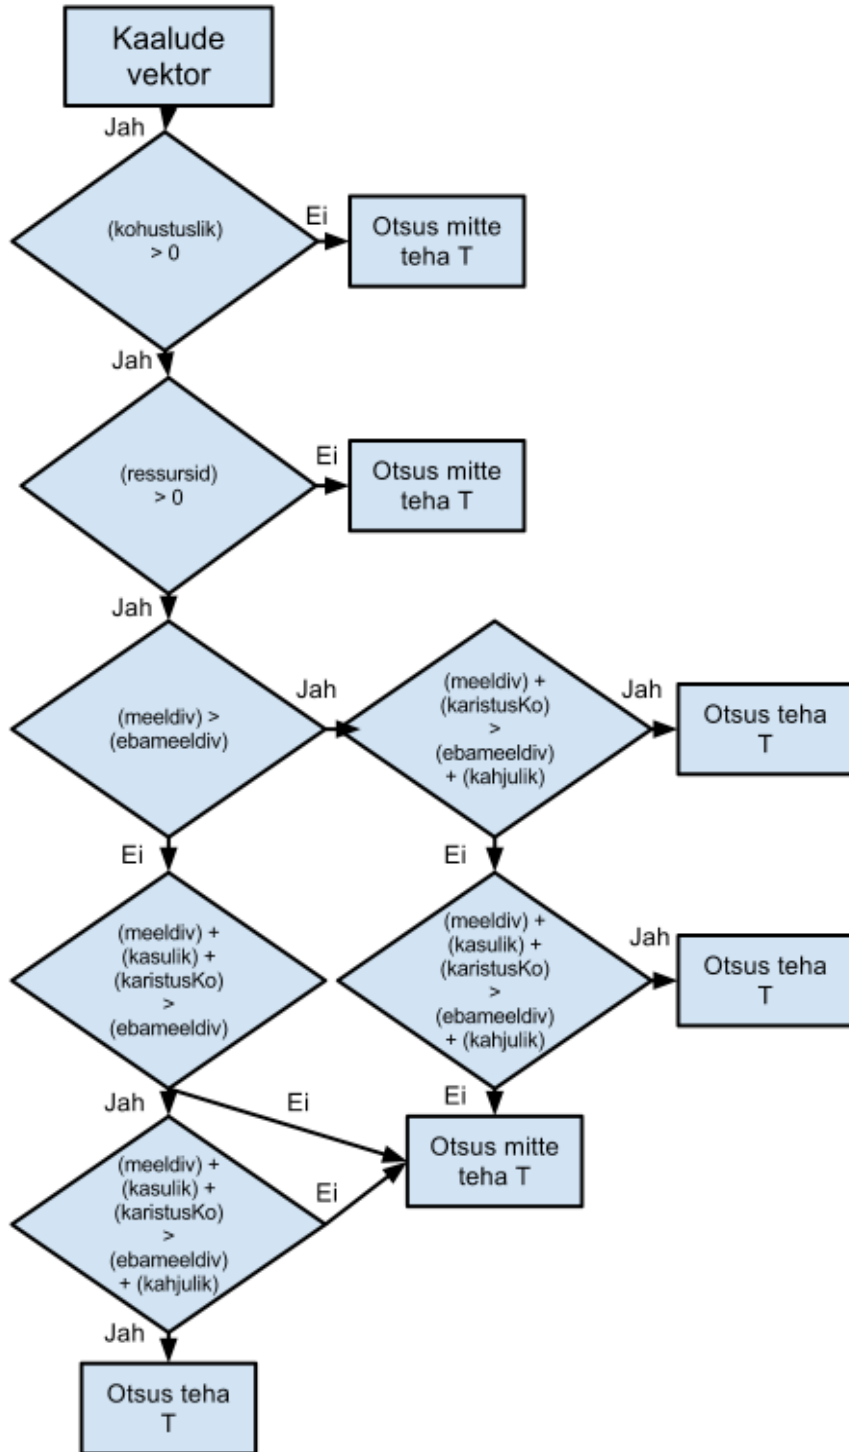 Kaalude
vektor
Jah
(kohustuslik)
> 0
Ei
Otsus mitte
teha T
Jah
(ressursid)
> 0
Ei
Otsus mitte
teha T
Jah
(meeldiv) >
(ebameeldiv)
Jah
(meeldiv) +
(karistusKo)
>
(ebameeldiv)
+ (kahjulik)
Jah
Otsus teha
T
Ei
Ei
(meeldiv) +
(kasulik) +
(karistusKo)
>
(ebameeldiv)
(meeldiv) +
(kasulik) +
(karistusKo)
>
(ebameeldiv)
+ (kahjulik)
Jah
Otsus teha
T
Jah
Ei
Ei
Otsus mitte
teha T
(meeldiv) +
(kasulik) +
(karistusKo)
>
(ebameeldiv)
+ (kahjulik)
Ei
Jah
Otsus teha
T